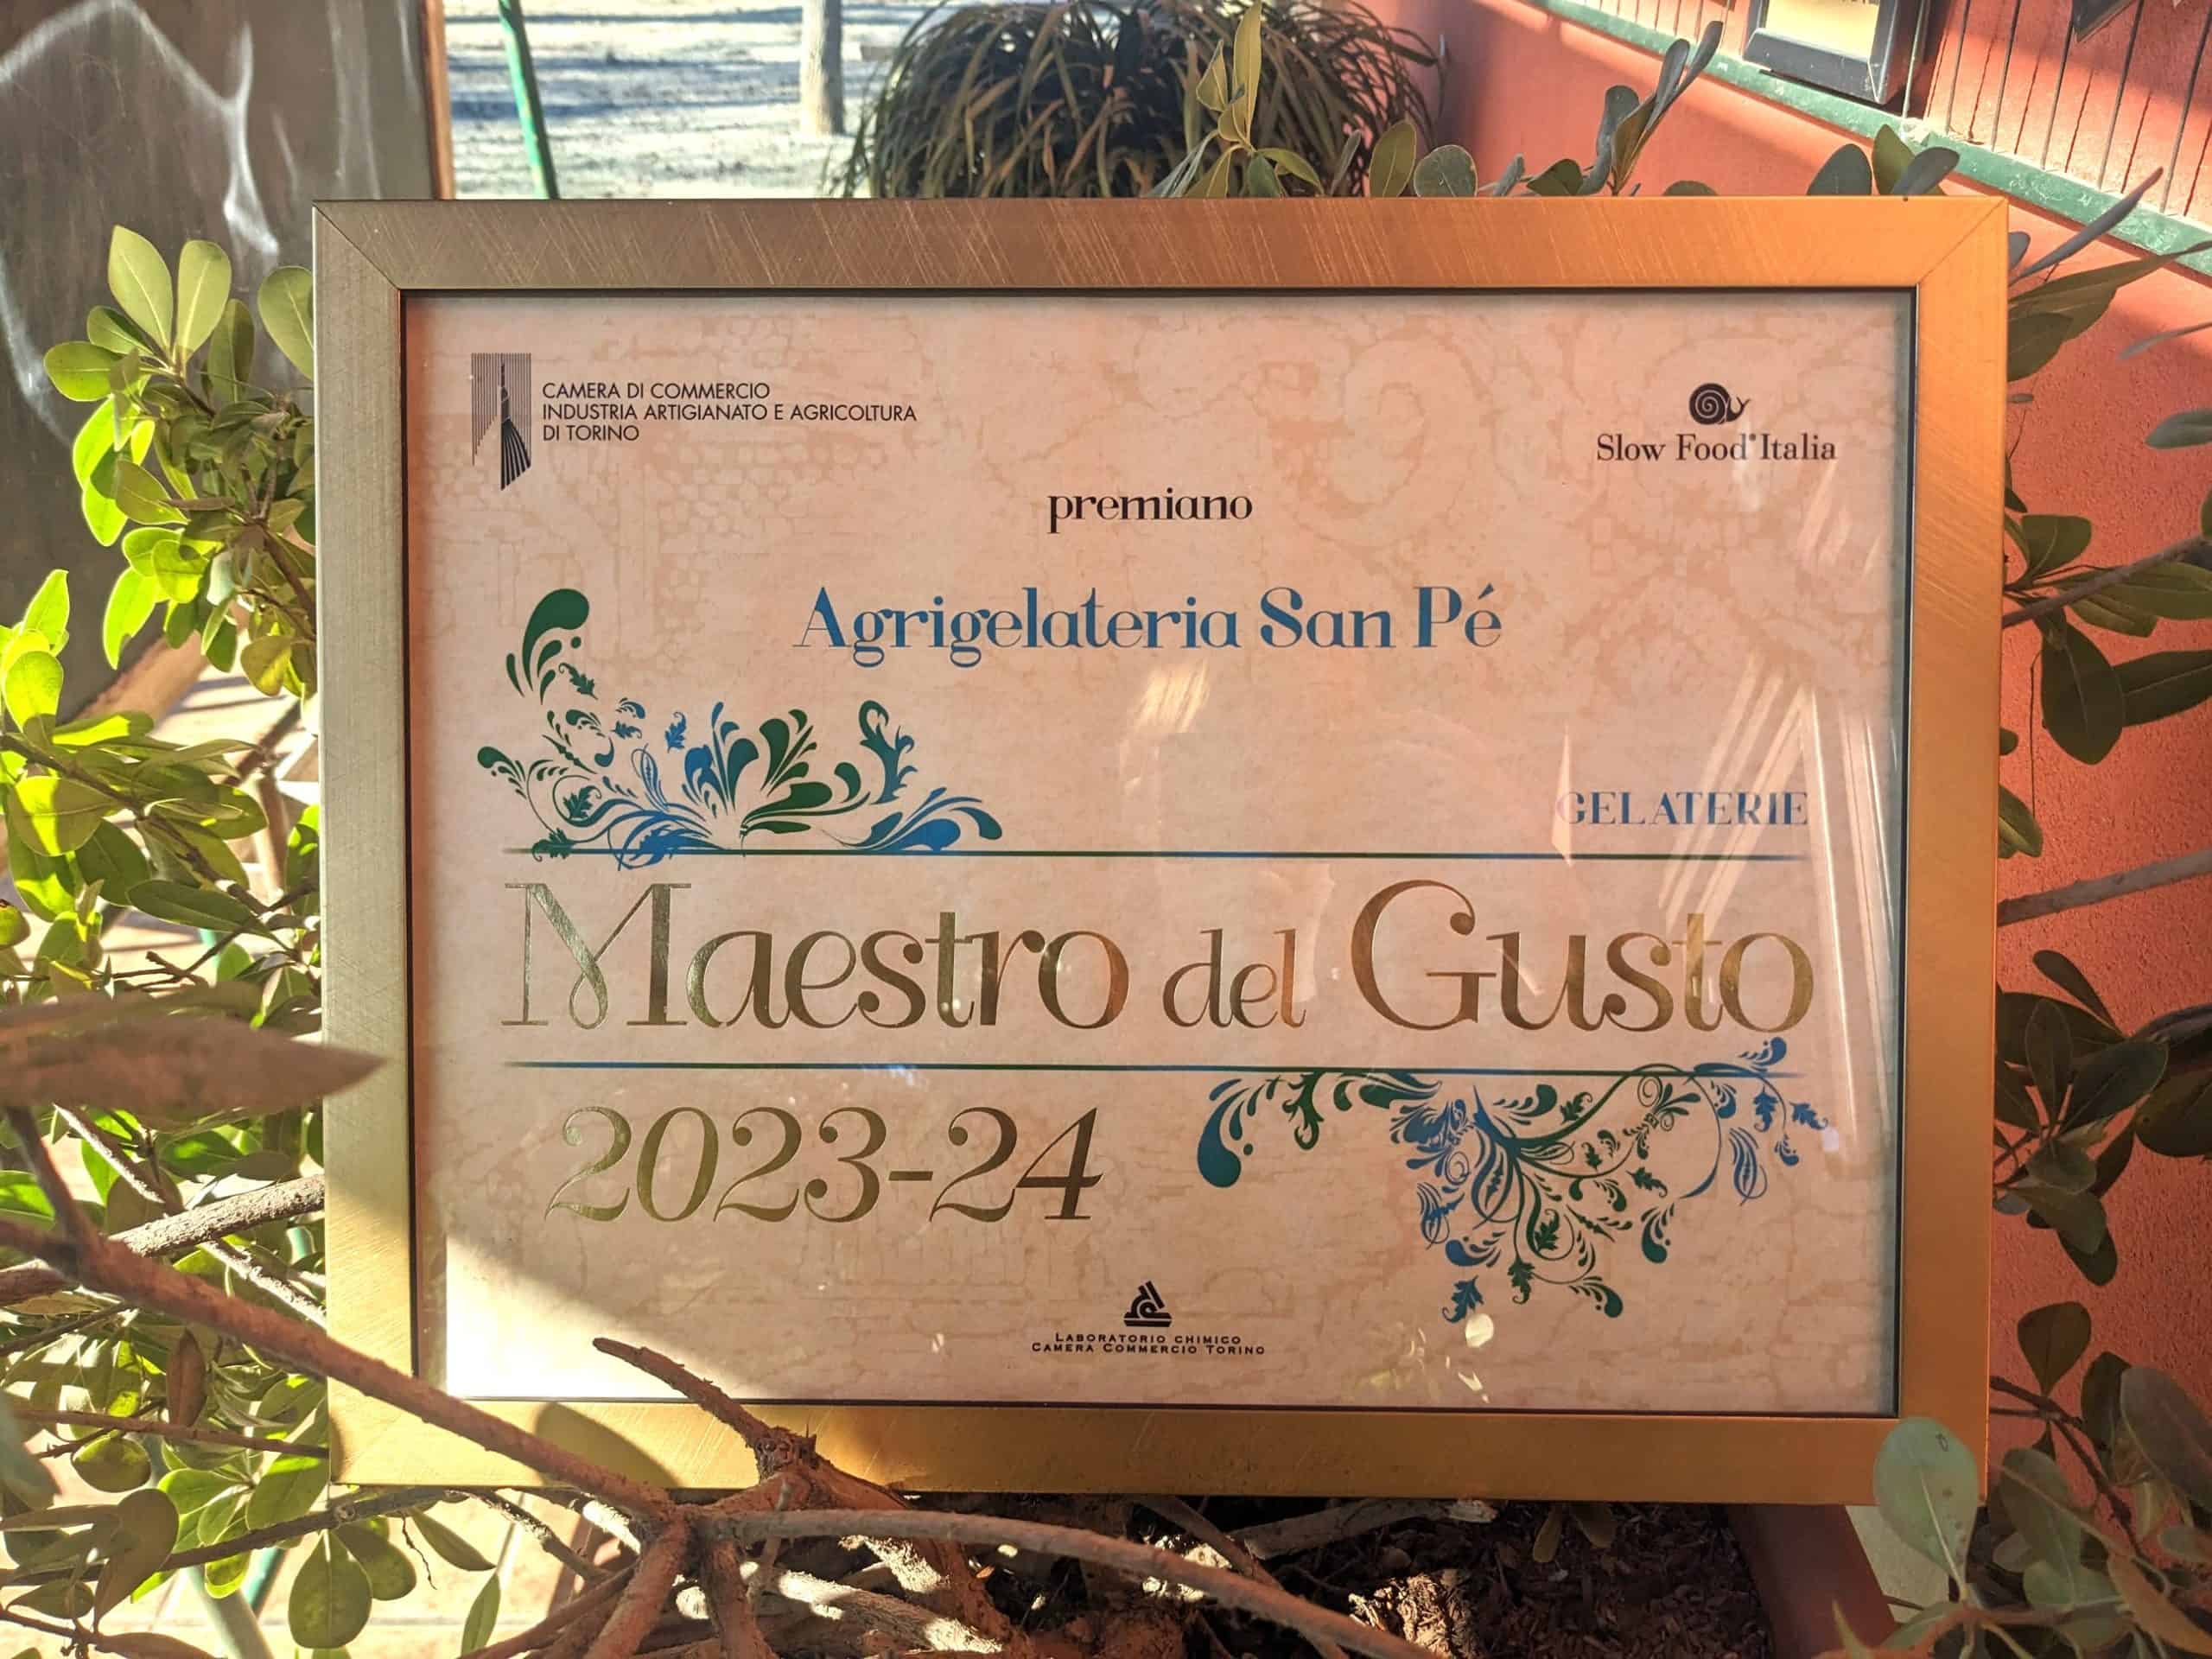 CAMERA DI COMMERCIO
INDUSTRIA ARTIGIANATO E AGRICOLTURA
DI TORINO
Slow Food® Italia
premiano
Agrigelateria San Pé
GELATERIE
Maestro del Gusto
2023-24
LABORATORIO CHIMICO
CAMERA COMMERCIO TORINO